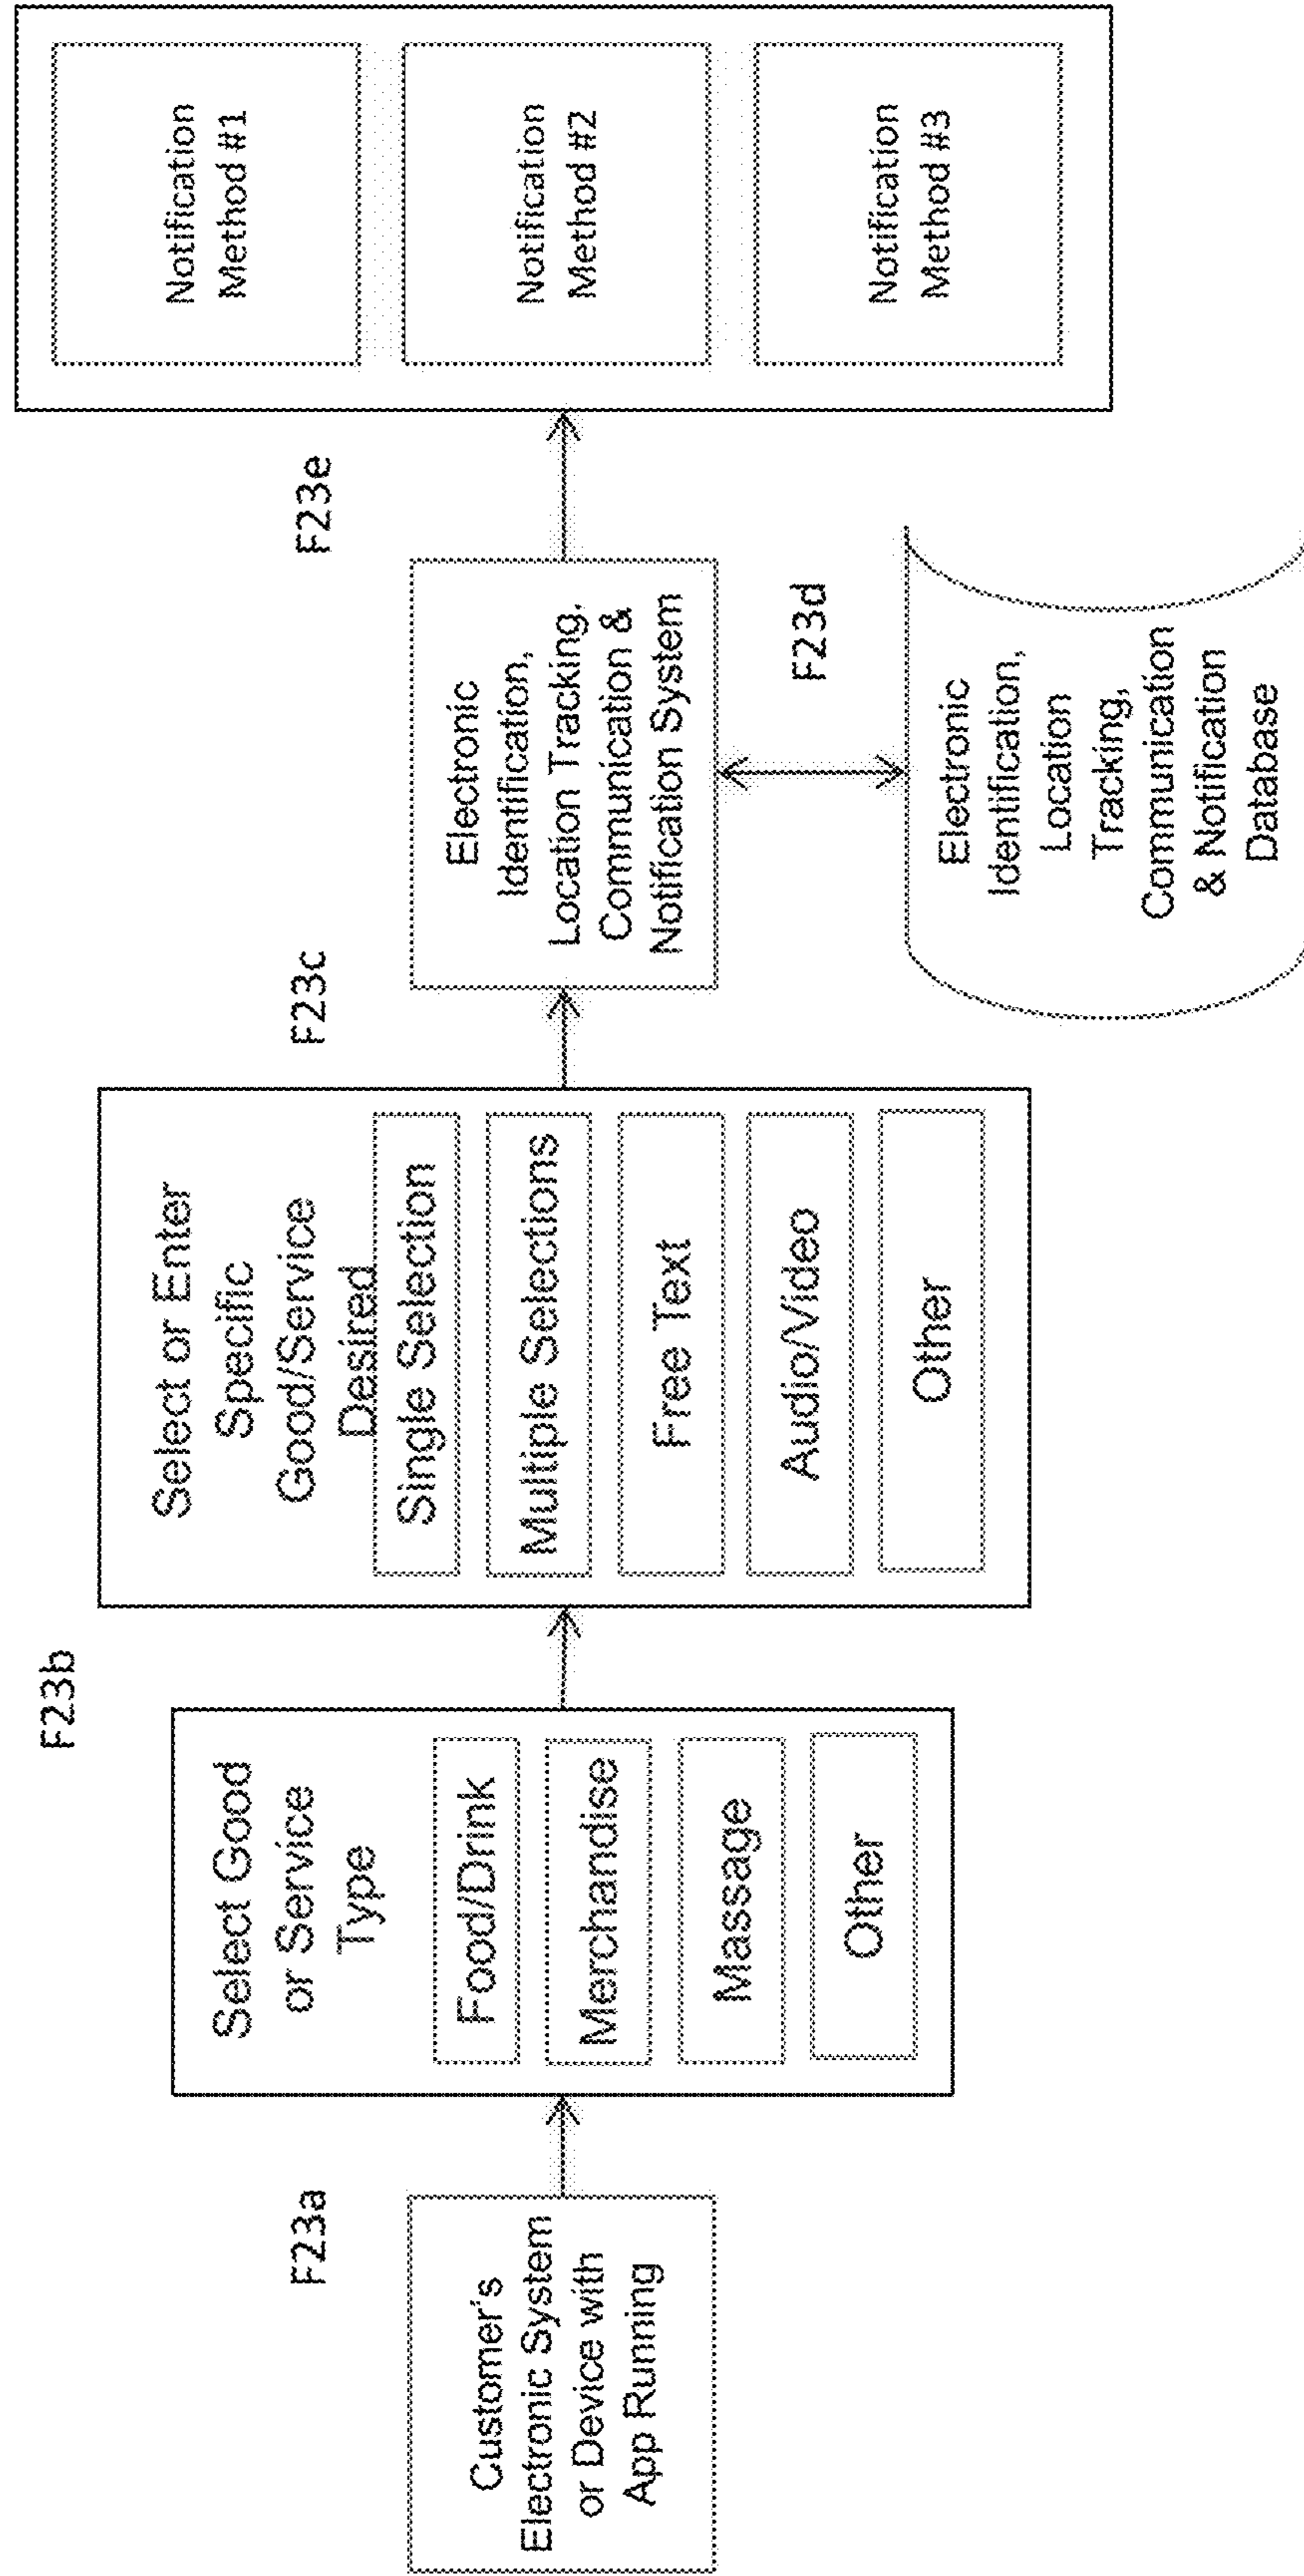 Customer's
Electronic System
or Device with
App Running
F23a
Select Good
or Service
Type
Food/Drink
Merchandise
Massage
Other
F23b
Select or Enter
Specific
Good/Service
Desired
Single Selection
Multiple Selections
Free Text
Audio/Video
Other
F23c
Electronic
Identification,
Location Tracking,
Communication &
Notification System
F23d
Electronic
Identification,
Location
Tracking,
Communication
& Notification
Database
F23e
Notification
Method #1
Notification
Method #2
Notification
Method #3